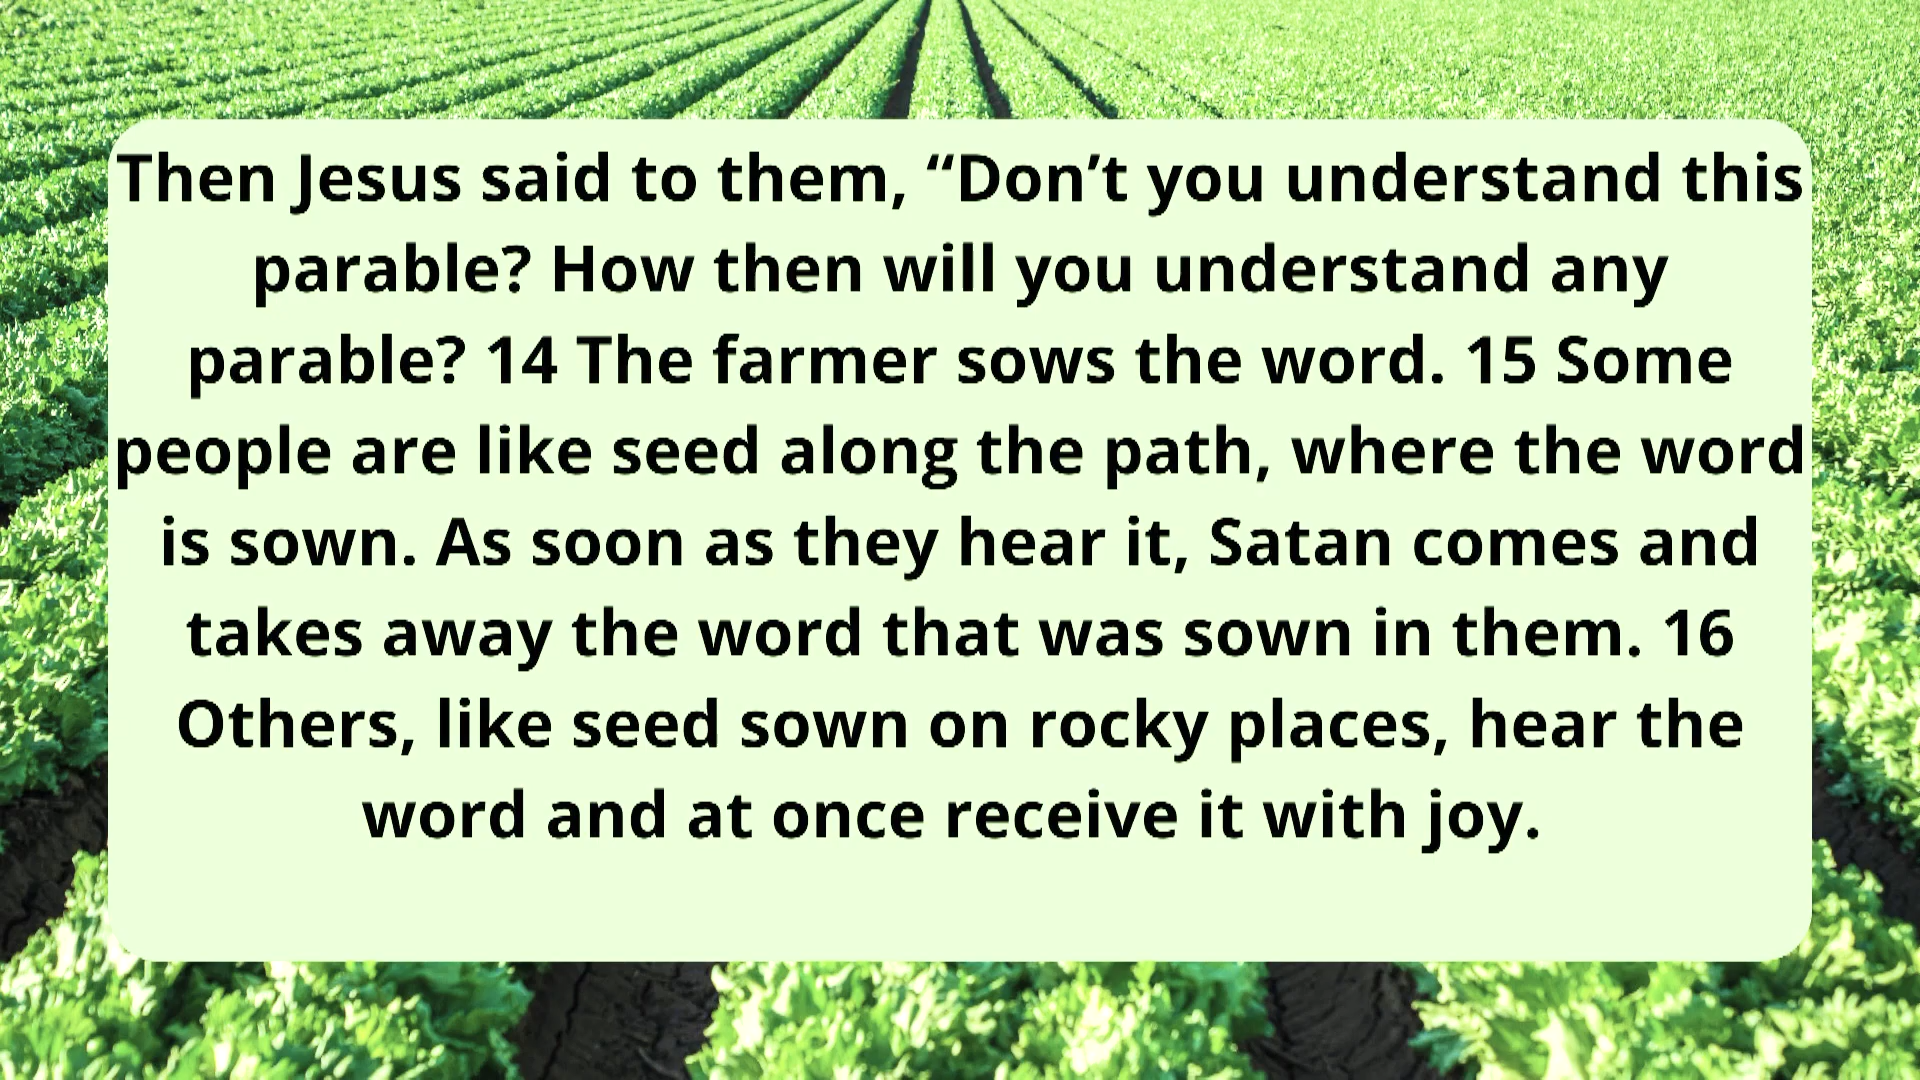 Then Jesus said to them, “Don’t you understand this
parable? How then will you understand any
parable? 14 The farmer sows the word. 15 Some
people are like seed along the path, where the word
is sown. As soon as they hear it, Satan comes and
takes away the word that was sown in them. 16
Others, like seed sown on rocky places, hear the
word and at once receive it with joy.